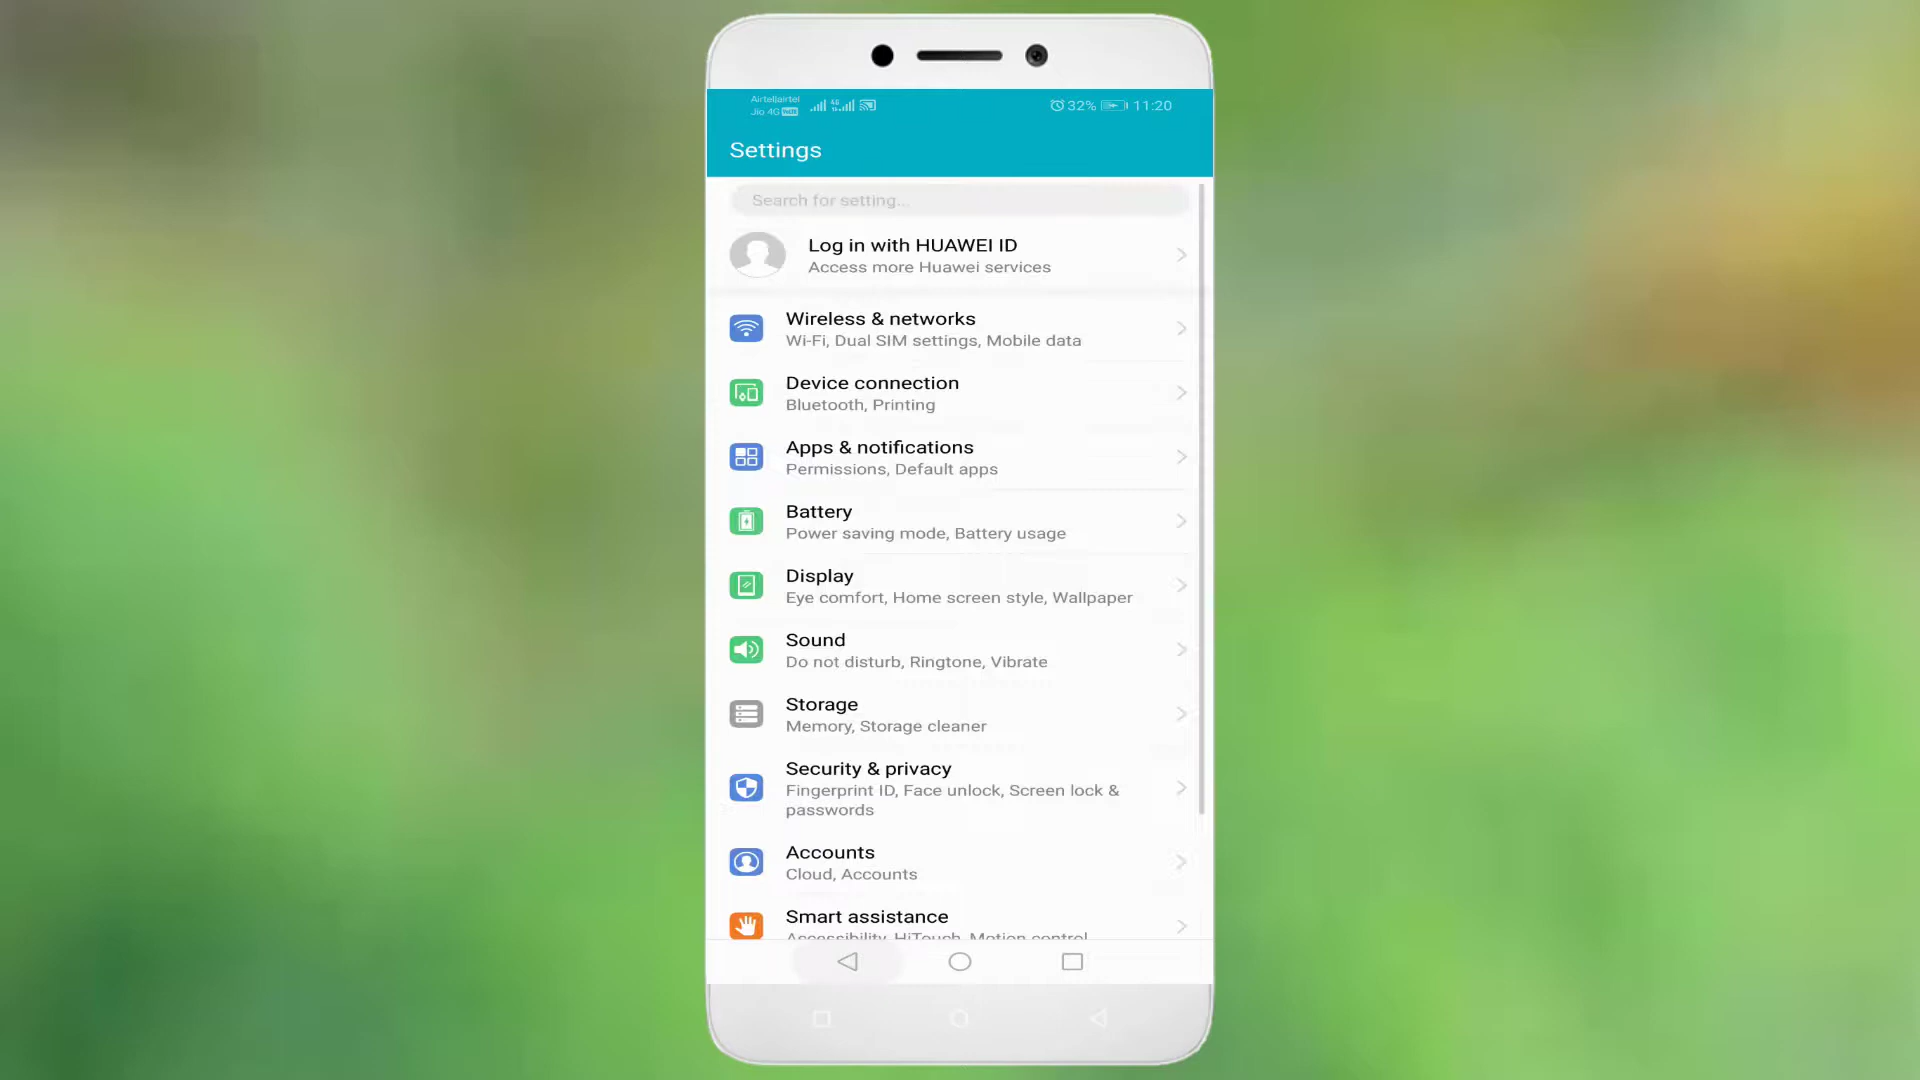 Airtel|airtel
Jio 4G VoLTE
4G
32% 11:20
Settings
Search for setting...
Log in with HUAWEI ID
Access more Huawei services
Wireless & networks
Wi-Fi, Dual SIM settings, Mobile data
Device connection
Bluetooth, Printing
Apps & notifications
Permissions, Default apps
Battery
Power saving mode, Battery usage
Display
Eye comfort, Home screen style, Wallpaper
Sound
Do not disturb, Ringtone, Vibrate
Storage
Memory, Storage cleaner
Security & privacy
Fingerprint ID, Face unlock, Screen lock &
passwords
Accounts
Cloud, Accounts
Smart assistance
Accessibility, HiTouch, Motion control